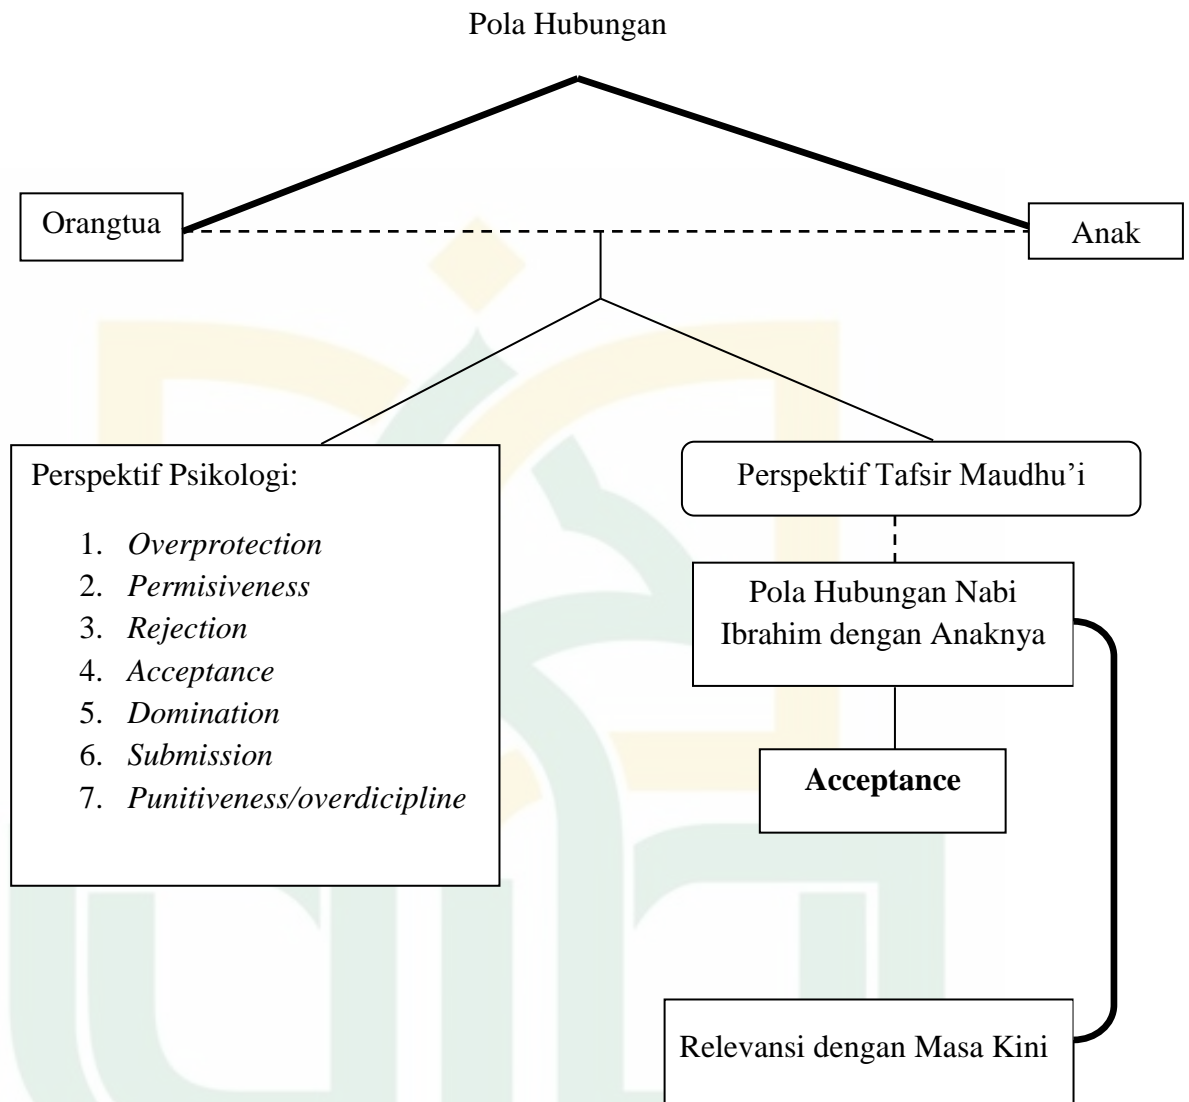 Pola Hubungan
Orangtua
Anak
Perspektif Psikologi:
1. Overprotection
2. Permisiveness
3. Rejection
4. Acceptance
5. Domination
6. Submission
7. Punitiveness/overdicipline
Perspektif Tafsir Maudhu’i
Pola Hubungan Nabi
Ibrahim dengan Anaknya
Acceptance
Relevansi dengan Masa Kini